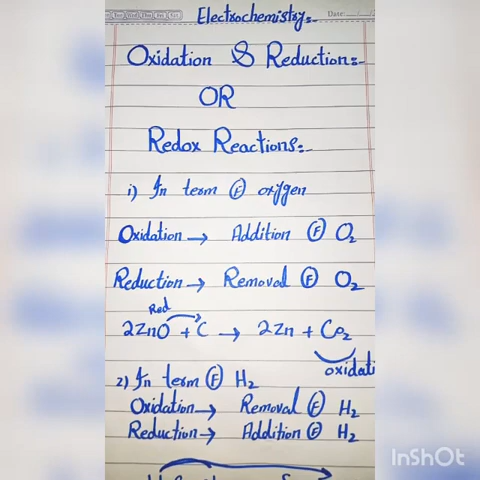 Electrochemistry:-
Date:
Oxidation & Reduction:-
OR
Redox Reactions:-
i) In term of oxygen
Oxidation → Addition of O₂
Reduction → Removal of O₂
Red
2ZnO + C → 2Zn + CO₂
oxidati
2) In term of H₂
Oxidation → Removal of H₂
Reduction → Addition of H₂
InShOt